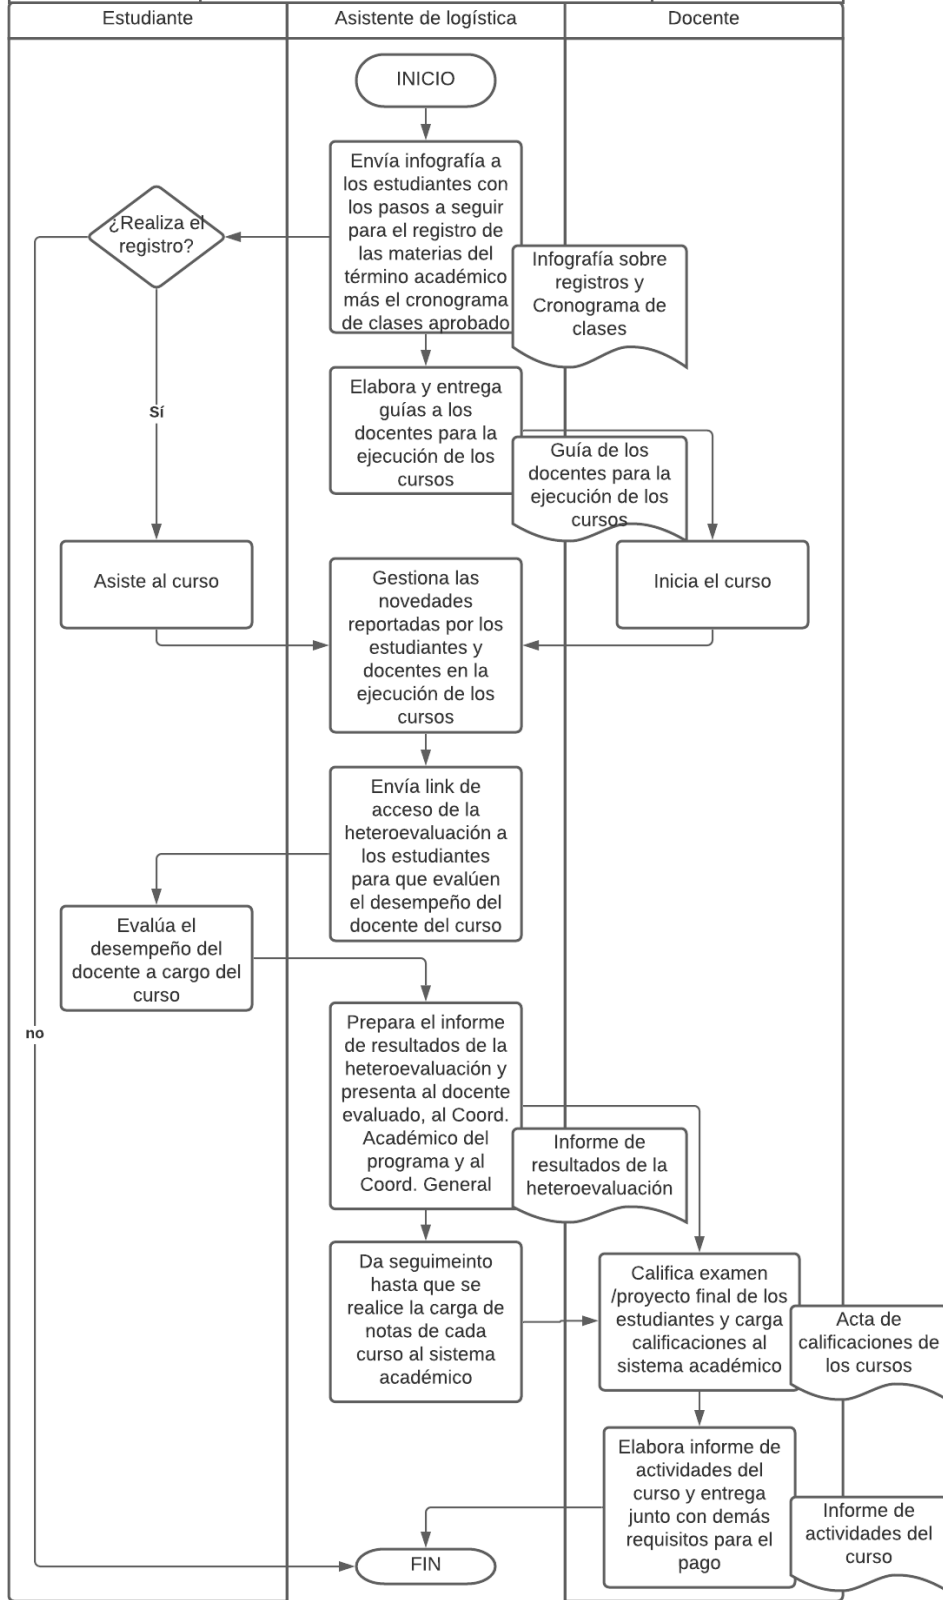 Estudiante
Asistente de logística
Docente
INICIO
Envía infografía a
los estudiantes con
los pasos a seguir
para el registro de
las materias del
término académico
más el cronograma
de clases aprobado
¿Realiza el
registro?
Infografía sobre
registros y
Cronograma de
clases
Elabora y entrega
guías a los
docentes para la
ejecución de los
cursos
Sí
Guía de los
docentes para la
ejecución de los
cursos
Asiste al curso
Inicia el curso
Gestiona las
novedades
reportadas por los
estudiantes y
docentes en la
ejecución de los
cursos
Envía link de
acceso de la
heteroevaluación a
los estudiantes
para que evalúen
el desempeño del
docente del curso
Evalúa el
desempeño del
docente a cargo del
curso
no
Prepara el informe
de resultados de la
heteroevaluación y
presenta al docente
evaluado, al Coord.
Académico del
programa y al
Coord. General
Informe de
resultados de la
heteroevaluación
Da seguimeinto
hasta que se
realice la carga de
notas de cada
curso al sistema
académico
Califica examen
/proyecto final de los
estudiantes y carga
calificaciones al
sistema académico
Acta de
calificaciones de
los cursos
Elabora informe de
actividades del
curso y entrega
junto con demás
requisitos para el
pago
Informe de
actividades del
curso
FIN